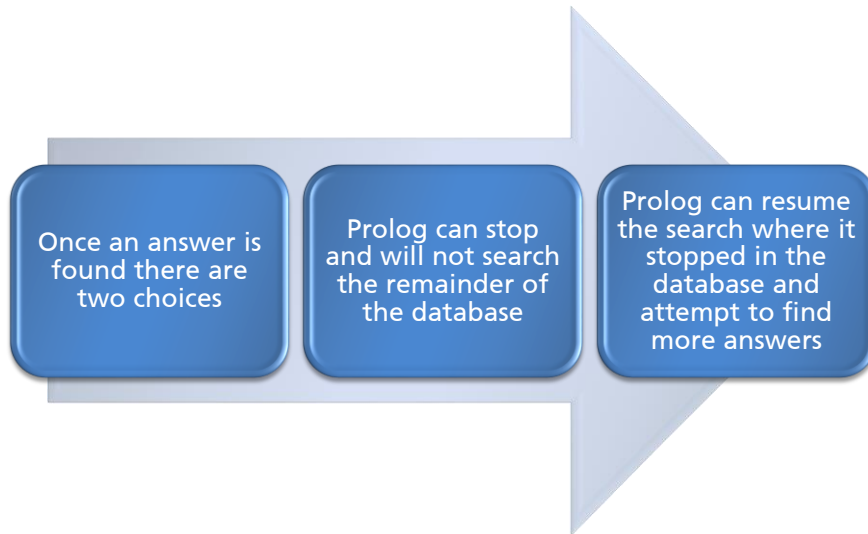 Once an answer is
found there are
two choices
Prolog can stop
and will not search
the remainder of
the database
Prolog can resume
the search where it
stopped in the
database and
attempt to find
more answers